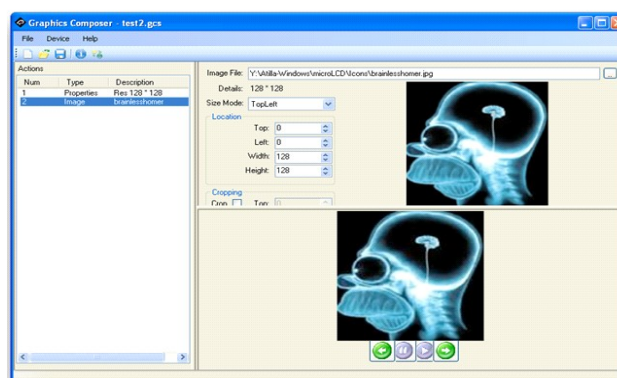 Graphics Composer - test2.gcs
File Device Help
Actions
Num Type Description
1 Properties Res 128 * 128
2 Image brainlesshomer
Image File: Y:\Atilla-Windows\microLCD\Icons\brainlesshomer.jpg ...
Details: 128 * 128
Size Mode: TopLeft
Location
Top: 0
Left: 0
Width: 128
Height: 128
Cropping
Crop Top: 0